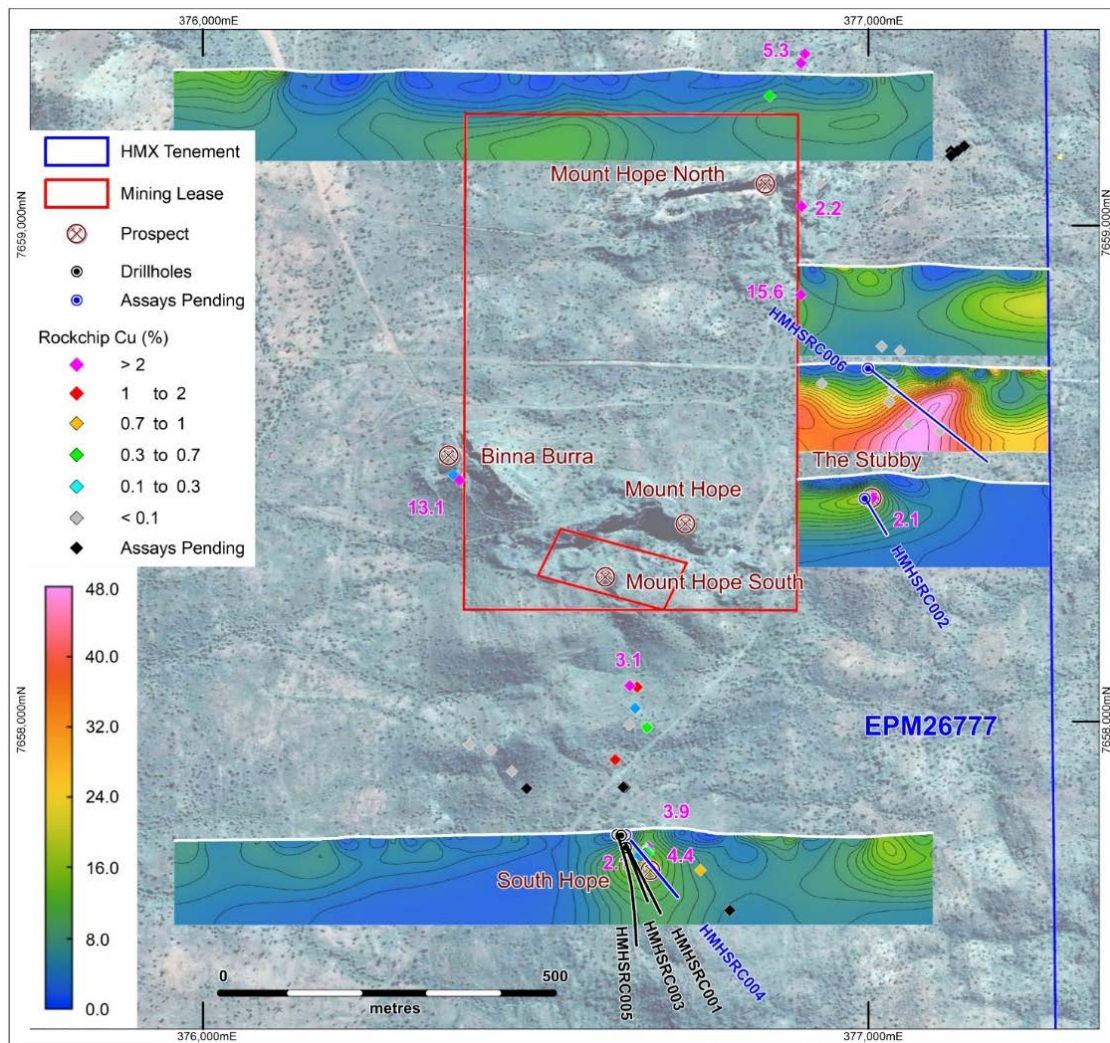 376,000mE
377,000mE
5.3
HMX Tenement
Mining Lease
Prospect
Drillholes
Assays Pending
Rockchip Cu (%)
> 2
1 to 2
0.7 to 1
0.3 to 0.7
0.1 to 0.3
< 0.1
Assays Pending
Mount Hope North
2.2
7659,000mN
7659,000mN
15.6
HMHSRC006
Binna Burra
13.1
The Stubby
Mount Hope
2.1
HMHSRC002
Mount Hope South
48.0
40.0
32.0
24.0
16.0
8.0
0.0
3.1
7658,000mN
7658,000mN
EPM26777
3.9
4.4
2.
South Hope
HMHSRC005
HMHSRC003
HMHSRC001
HMHSRC004
0
500
metres
376,000mE
377,000mE